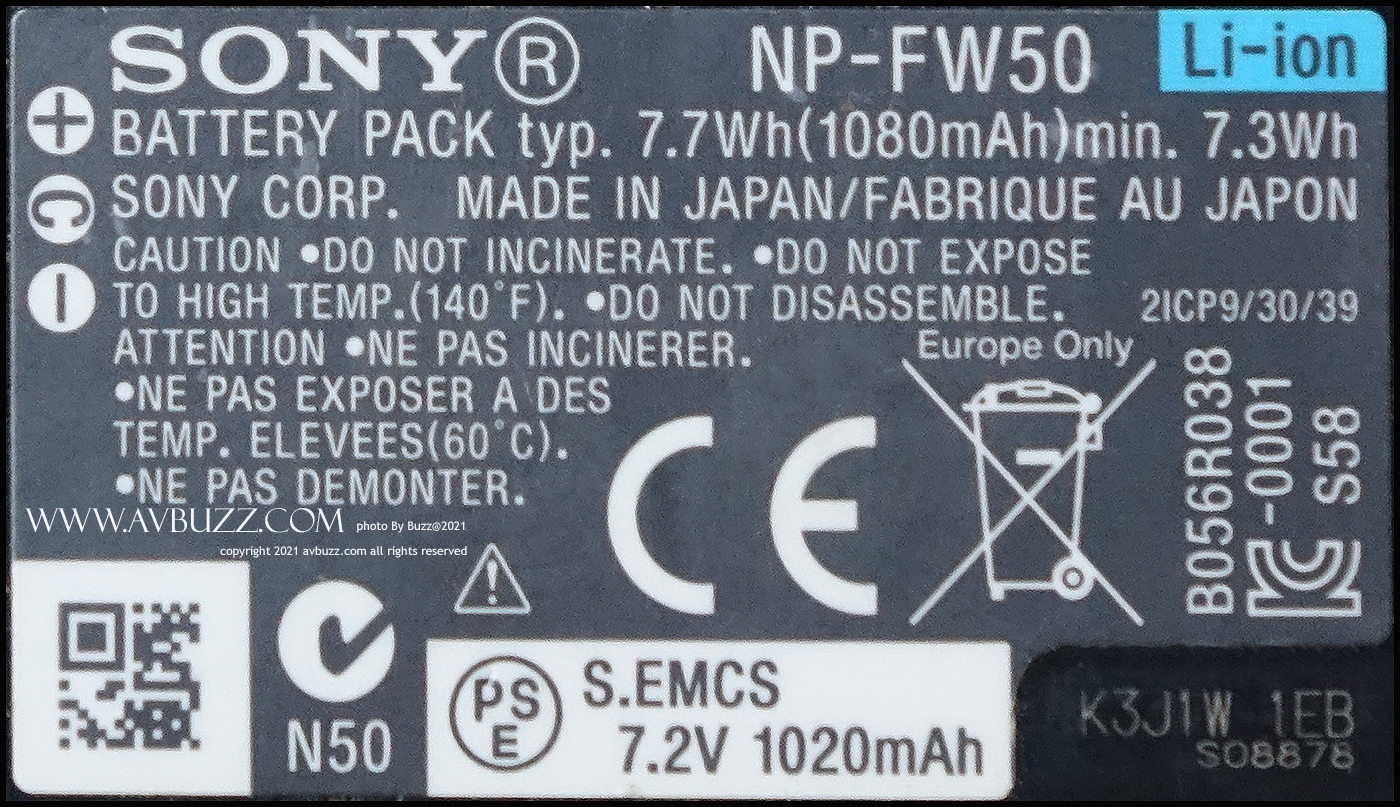 SONY® NP-FW50 Li-ion
BATTERY PACK typ. 7.7Wh(1080mAh)min. 7.3Wh
C SONY CORP. MADE IN JAPAN/FABRIQUE AU JAPON
CAUTION •DO NOT INCINERATE. •DO NOT EXPOSE
TO HIGH TEMP.(140°F). •DO NOT DISASSEMBLE. 2ICP9/30/39
ATTENTION •NE PAS INCINERER. Europe Only
•NE PAS EXPOSER A DES
TEMP. ELEVEES(60°C).
•NE PAS DEMONTER.
CE
B056R038
-0001
S58
KC
WWW.AVBUZZ.COM photo By Buzz@2021
copyright 2021 avbuzz.com all rights reserved
N50
PS
E
S.EMCS
7.2V 1020mAh
K3J1W 1EB
S08878